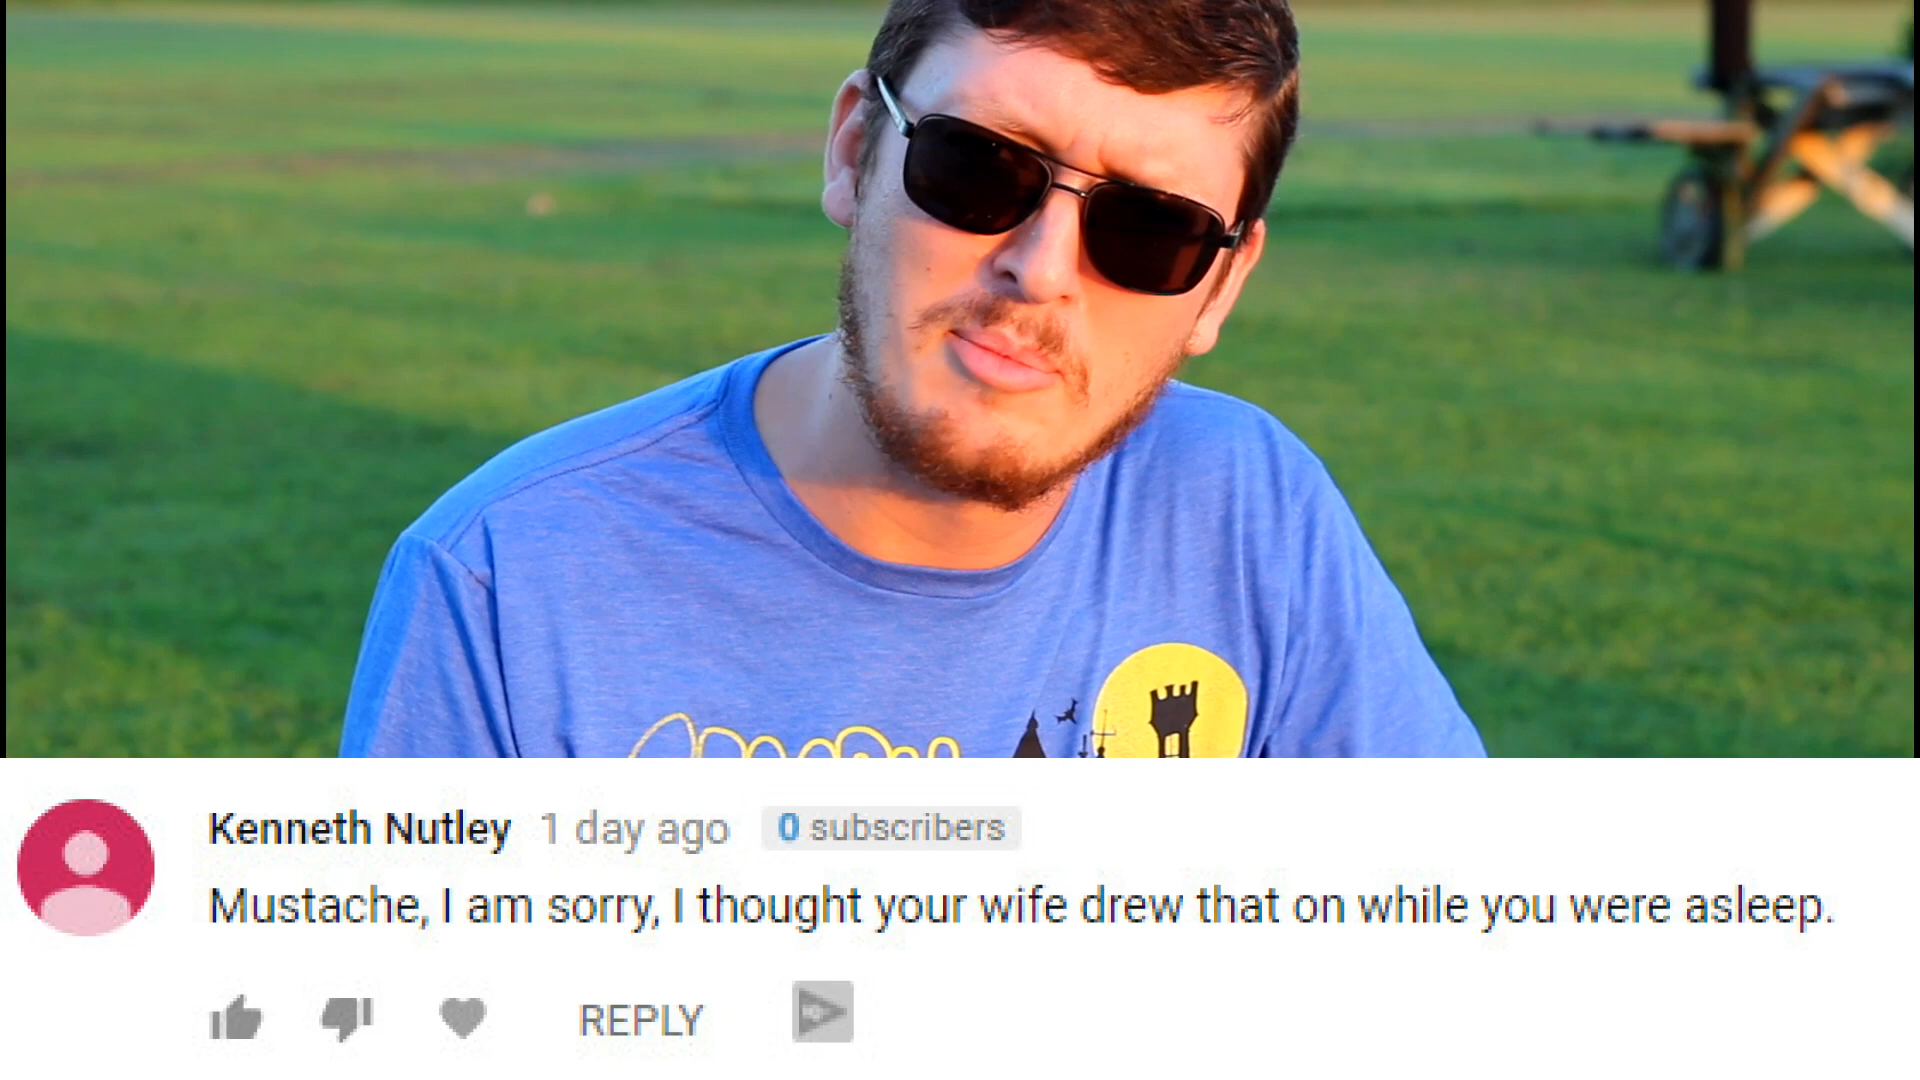 Kenneth Nutley 1 day ago 0 subscribers
Mustache, I am sorry, I thought your wife drew that on while you were asleep.
REPLY